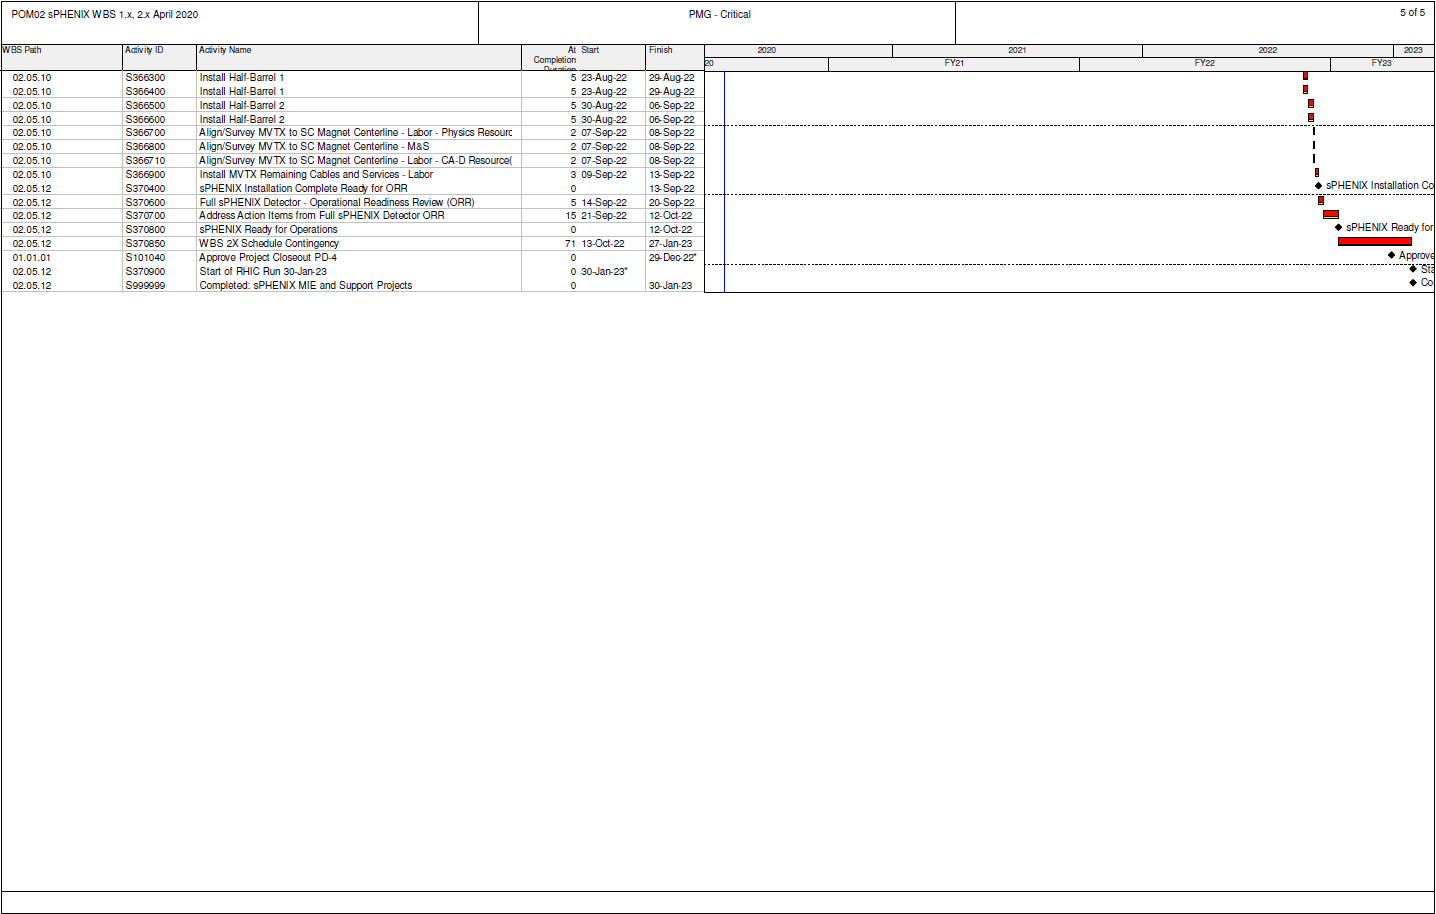 POM02 sPHENIX WBS 1.x, 2.x April 2020 PMG - Critical 5 of 5
WBS Path Activity ID Activity Name At Completion Duration Start Finish 2020 2021 2022 2023
20 FY21 FY22 FY23
02.05.10 S366300 Install Half-Barrel 1 5 23-Aug-22 29-Aug-22
02.05.10 S366400 Install Half-Barrel 1 5 23-Aug-22 29-Aug-22
02.05.10 S366500 Install Half-Barrel 2 5 30-Aug-22 06-Sep-22
02.05.10 S366600 Install Half-Barrel 2 5 30-Aug-22 06-Sep-22
02.05.10 S366700 Align/Survey MVTX to SC Magnet Centerline - Labor - Physics Resourc 2 07-Sep-22 08-Sep-22
02.05.10 S366800 Align/Survey MVTX to SC Magnet Centerline - M&S 2 07-Sep-22 08-Sep-22
02.05.10 S366710 Align/Survey MVTX to SC Magnet Centerline - Labor - CA-D Resource( 2 07-Sep-22 08-Sep-22
02.05.10 S366900 Install MVTX Remaining Cables and Services - Labor 3 09-Sep-22 13-Sep-22
02.05.12 S370400 sPHENIX Installation Complete Ready for ORR 0 13-Sep-22 sPHENIX Installation Co
02.05.12 S370600 Full sPHENIX Detector - Operational Readiness Review (ORR) 5 14-Sep-22 20-Sep-22
02.05.12 S370700 Address Action Items from Full sPHENIX Detector ORR 15 21-Sep-22 12-Oct-22
02.05.12 S370800 sPHENIX Ready for Operations 0 12-Oct-22 sPHENIX Ready for
02.05.12 S370850 WBS 2X Schedule Contingency 71 13-Oct-22 27-Jan-23
01.01.01 S101040 Approve Project Closeout PD-4 0 29-Dec-22* Approve
02.05.12 S370900 Start of RHIC Run 30-Jan-23 0 30-Jan-23* Sta
02.05.12 S999999 Completed: sPHENIX MIE and Support Projects 0 30-Jan-23 Co